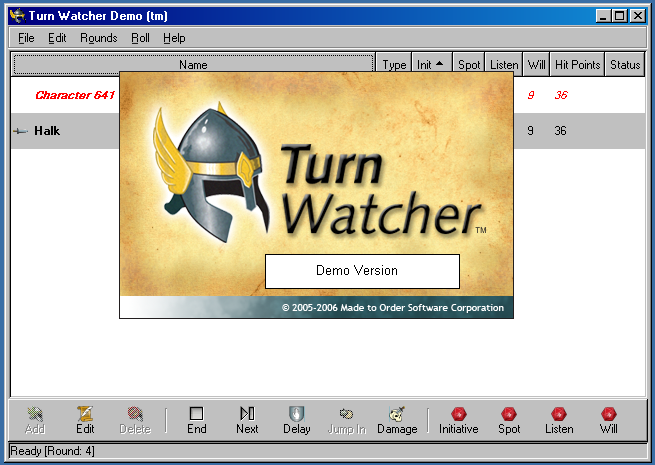 Turn Watcher Demo (tm)
File Edit Rounds Roll Help
Name Type Init Spot Listen Will Hit Points Status
Character 641 9 36
Halk 9 36
Turn
Watcher™
Demo Version
© 2005-2006 Made to Order Software Corporation
Add Edit Delete End Next Delay Jump In Damage Initiative Spot Listen Will
Ready [Round: 4]